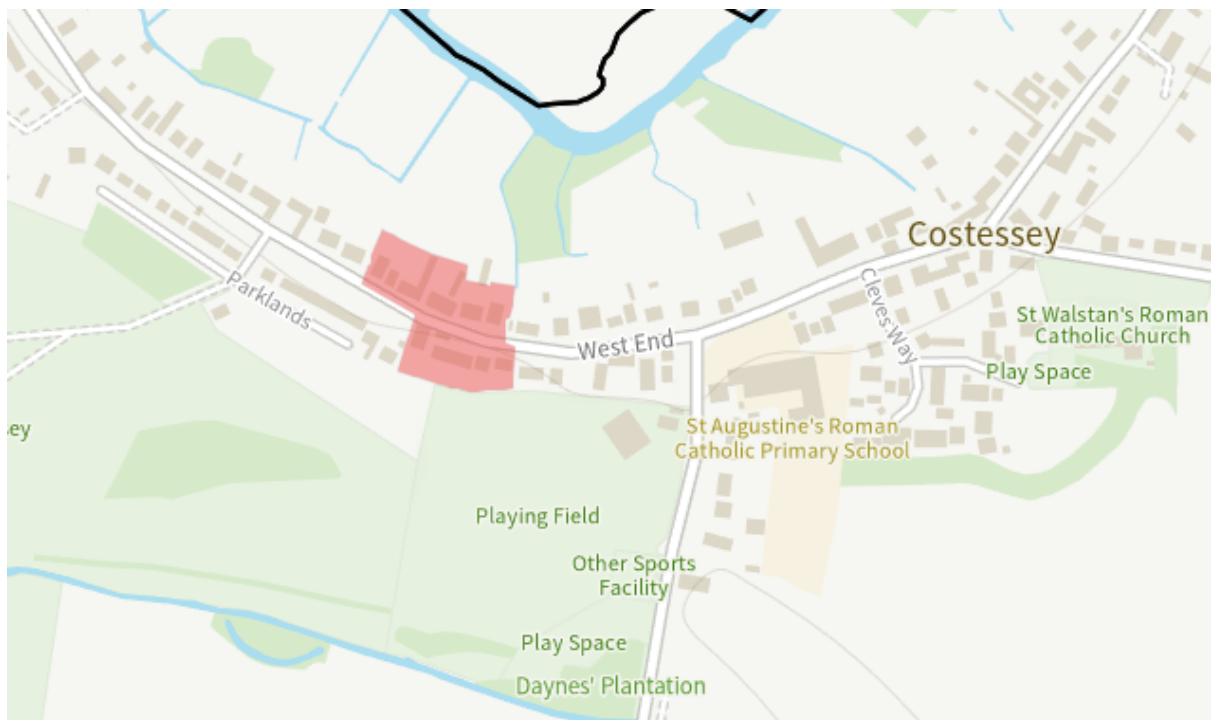 Costessey
Parklands
Cleves Way
St Walstan's Roman
Catholic Church
West End
Play Space
sey
St Augustine's Roman
Catholic Primary School
Playing Field
Other Sports
Facility
Play Space
Daynes' Plantation